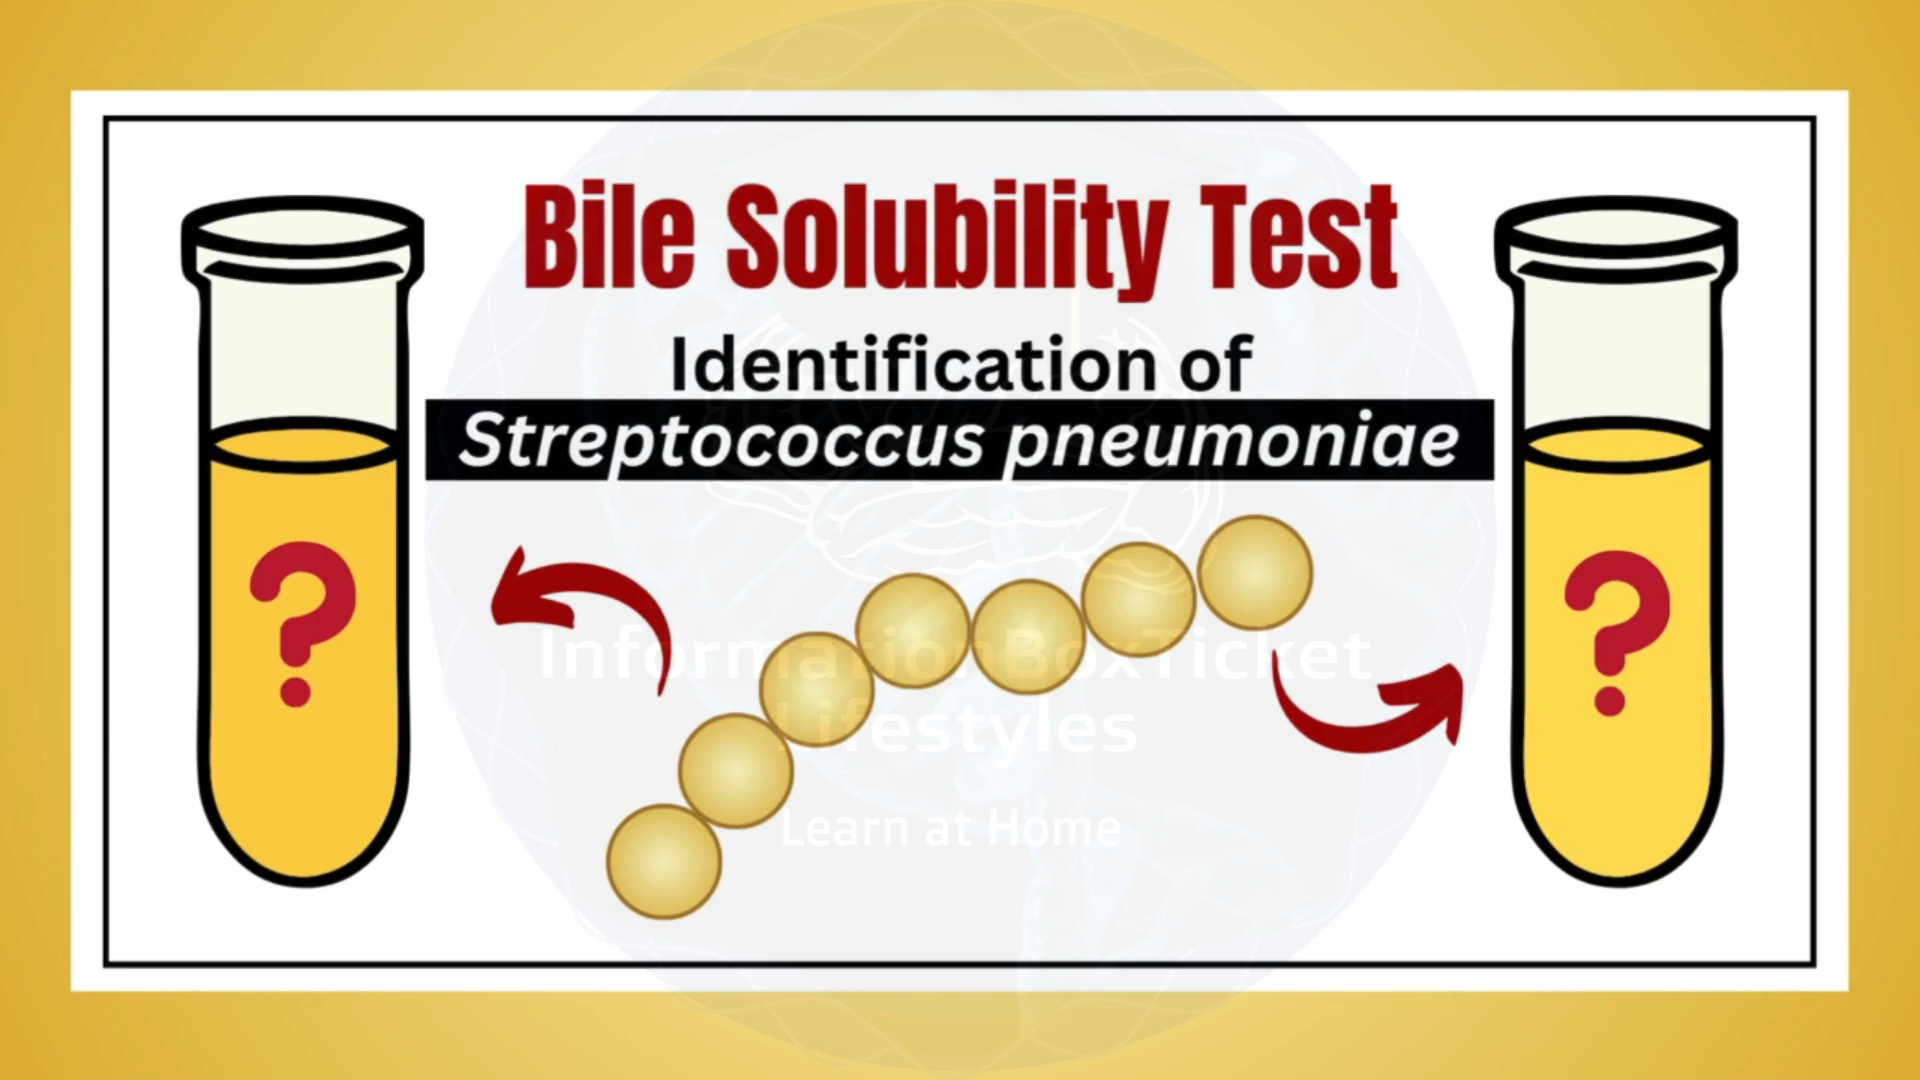 Bile Solubility Test
Identification of
Streptococcus pneumoniae
?
?
InformationBoxTicket
Lifestyles
Learn at Home